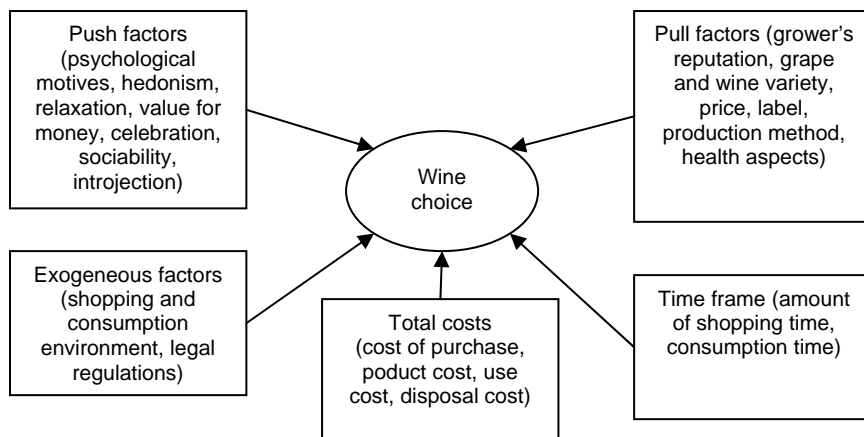 Push factors
(psychological
motives, hedonism,
relaxation, value for
money, celebration,
sociability,
introjection)
Pull factors (grower’s
reputation, grape
and wine variety,
price, label,
production method,
health aspects)
Wine
choice
Exogeneous factors
(shopping and
consumption
environment, legal
regulations)
Total costs
(cost of purchase,
poduct cost, use
cost, disposal cost)
Time frame (amount
of shopping time,
consumption time)